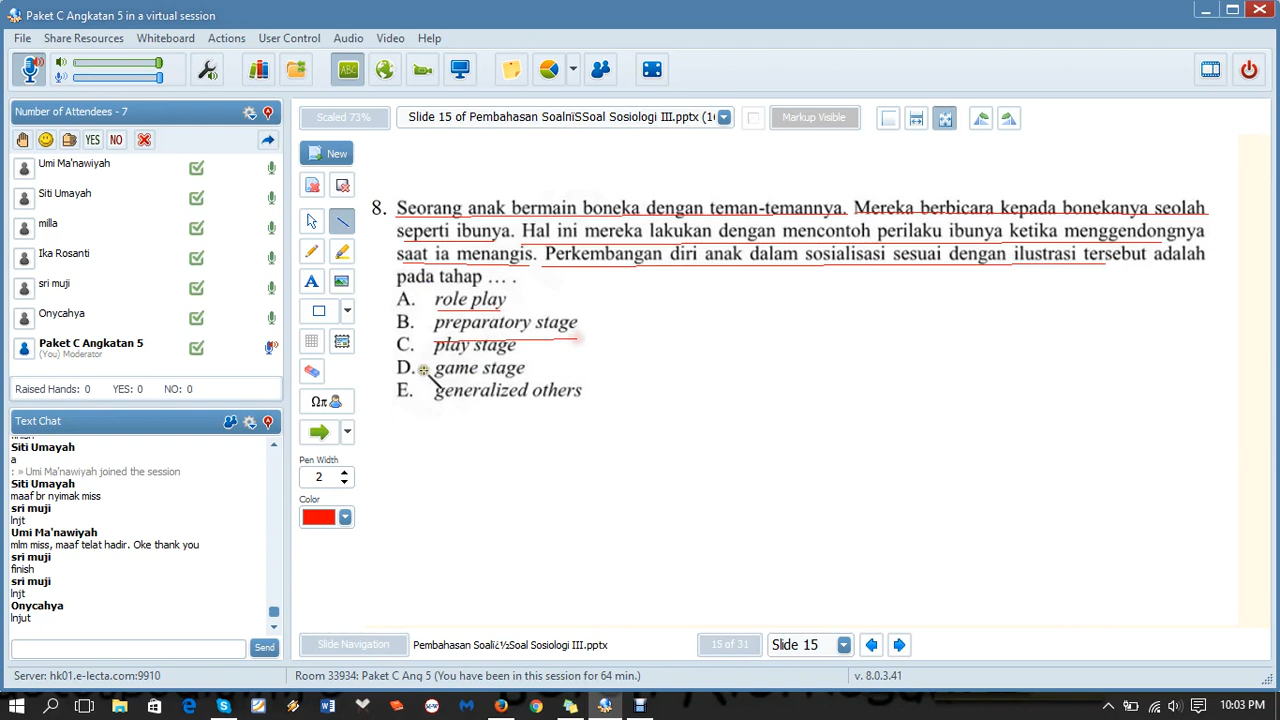 Paket C Angkatan 5 in a virtual session
File Share Resources Whiteboard Actions User Control Audio Video Help
Number of Attendees - 7
YES NO
Umi Ma'nawiyah
Siti Umayah
milla
Ika Rosanti
sri muji
Onycahya
Paket C Angkatan 5
(You) Moderator
Raised Hands: 0 YES: 0 NO: 0
Text Chat
Siti Umayah
a
: » Umi Ma'nawiyah joined the session
Siti Umayah
maaf br nyimak miss
sri muji
lnjt
Umi Ma'nawiyah
mlm miss, maaf telat hadir. Oke thank you
sri muji
finish
sri muji
lnjt
Onycahya
lnjut
Send
ABC
Scaled 73%
Slide 15 of Pembahasan Soalпï$Soal Sosiologi III.pptx (1(
Markup Visible
New
A
Ωπ
Pen Width
2
Color
8. Seorang anak bermain boneka dengan teman-temannya. Mereka berbicara kepada bonekanya seolah
seperti ibunya. Hal ini mereka lakukan dengan mencontoh perilaku ibunya ketika menggendongnya
saat ia menangis. Perkembangan diri anak dalam sosialisasi sesuai dengan ilustrasi tersebut adalah
pada tahap ... .
A. role play
B. preparatory stage
C. play stage
D. game stage
E. generalized others
Slide Navigation
Pembahasan Soalï¿½Soal Sosiologi III.pptx
15 of 31
Slide 15
Server: hk01.e-lecta.com:9910
Room 33934: Paket C Ang 5 (You have been in this session for 64 min.)
v. 8.0.3.41
10:03 PM